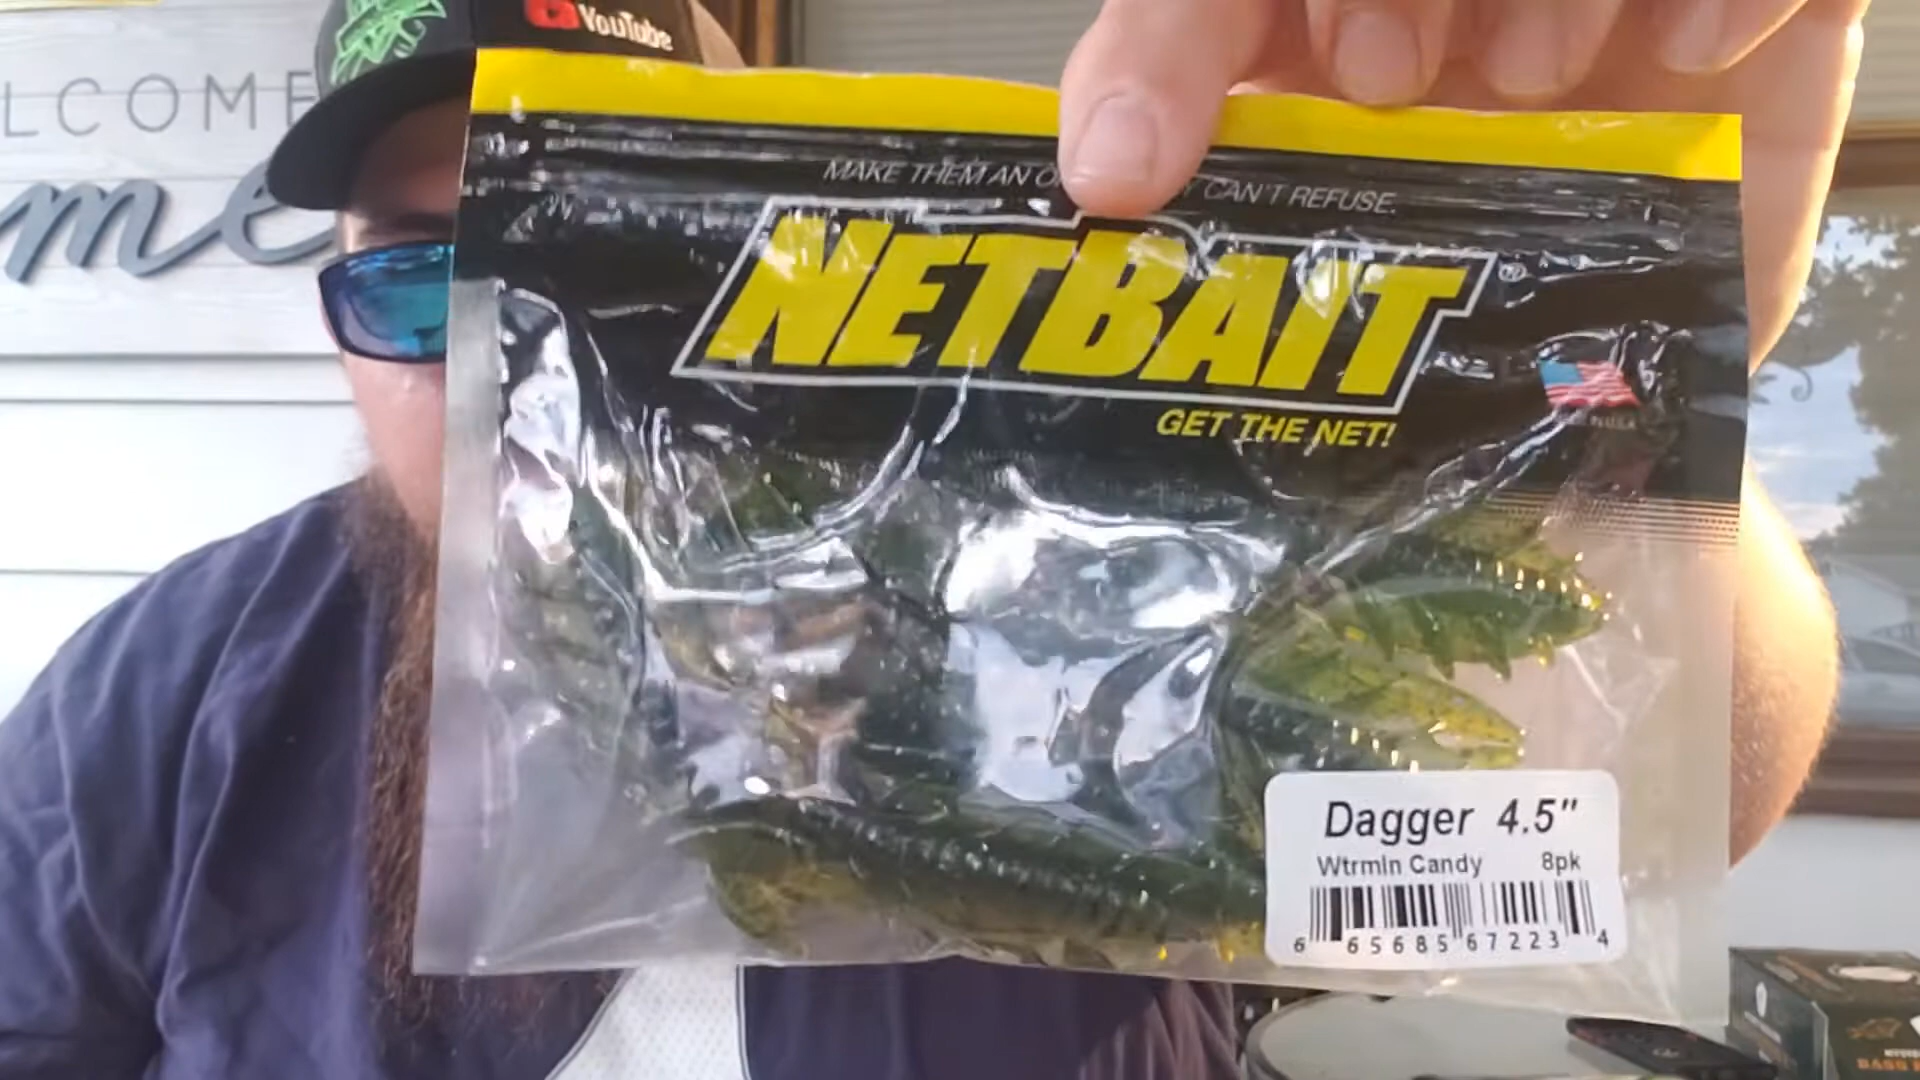 YouTube
LCOME
me
MAKE THEM AN O Y CAN'T REFUSE.
NETBAIT®
GET THE NET!
Dagger 4.5"
Wtrmln Candy 8pk
6 65685 67223 4